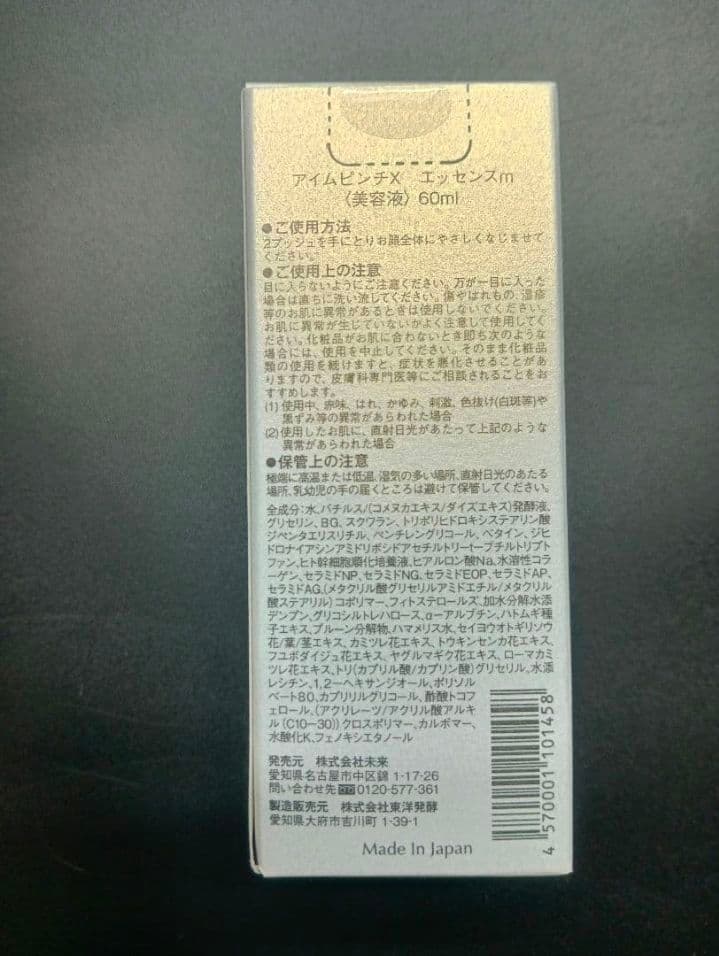 アイムピンチX　エッセンスm
〈美容液〉60ml
●ご使用方法
2プッシュを手にとりお顔全体にやさしくなじませて
ください。
●ご使用上の注意
目に入らないようにご注意ください。万が一目に入った
場合は直ちに洗い流してください。傷やはれもの、湿疹
等のお肌に異常があるときは使用しないでください。
お肌に異常が生じていないかよく注意して使用してく
ださい。化粧品がお肌に合わないとき即ち次のような
場合には、使用を中止してください。そのまま化粧品
類の使用を続けますと、症状を悪化させることがあ
りますので、皮膚科専門医等にご相談されることをお
すすめします。
(1) 使用中、赤味、はれ、かゆみ、刺激、色抜け(白斑等)や
黒ずみ等の異常があらわれた場合
(2) 使用したお肌に、直射日光があたって上記のような
異常があらわれた場合
●保管上の注意
極端に高温または低温、湿気の多い場所、直射日光のあたる
場所、乳幼児の手の届くところは避けて保管してください。
全成分：水、バチルス/(コメヌカエキス/ダイズエキス)発酵液、
グリセリン、BG、スクワラン、トリポリヒドロキシステアリン酸
ジペンタエリスリチル、ペンチレングリコール、ベタイン、ジヒ
ドロナイアシンアミドリボシドアセチルトリートブチルトリプト
ファン、ヒト幹細胞順化培養液、ヒアルロン酸Na、水溶性コラ
ーゲン、セラミドNP、セラミドNG、セラミドEOP、セラミドAP、
セラミドAG、(メタクリル酸グリセリルアミドエチル/メタクリル
酸ステアリル)コポリマー、フィトステロールズ、加水分解水添
デンプン、グリコシルトレハロース、α－アルブチン、ハトムギ種
子エキス、プルーン分解物、ハマメリス水、セイヨウオトギリソウ
花/葉/茎エキス、カミツレ花エキス、トウキンセンカ花エキス、
フユボダイジュ花エキス、ヤグルマギク花エキス、ローマカミ
ツレ花エキス、トリ(カプリル酸/カプリン酸)グリセリル、水添
レシチン、1,2－ヘキサンジオール、ポリソル
ベート80、カプリリルグリコール、酢酸トコフ
ェロール、(アクリレーツ/アクリル酸アルキ
ル(C10－30))クロスポリマー、カルボマー、
水酸化K、フェノキシエタノール
発売元　株式会社未来
愛知県名古屋市中区錦 1-17-26
問い合わせ先 0120-577-361
製造販売元　株式会社東洋発酵
愛知県大府市吉川町 1-39-1
Made In Japan
4 570001 101458